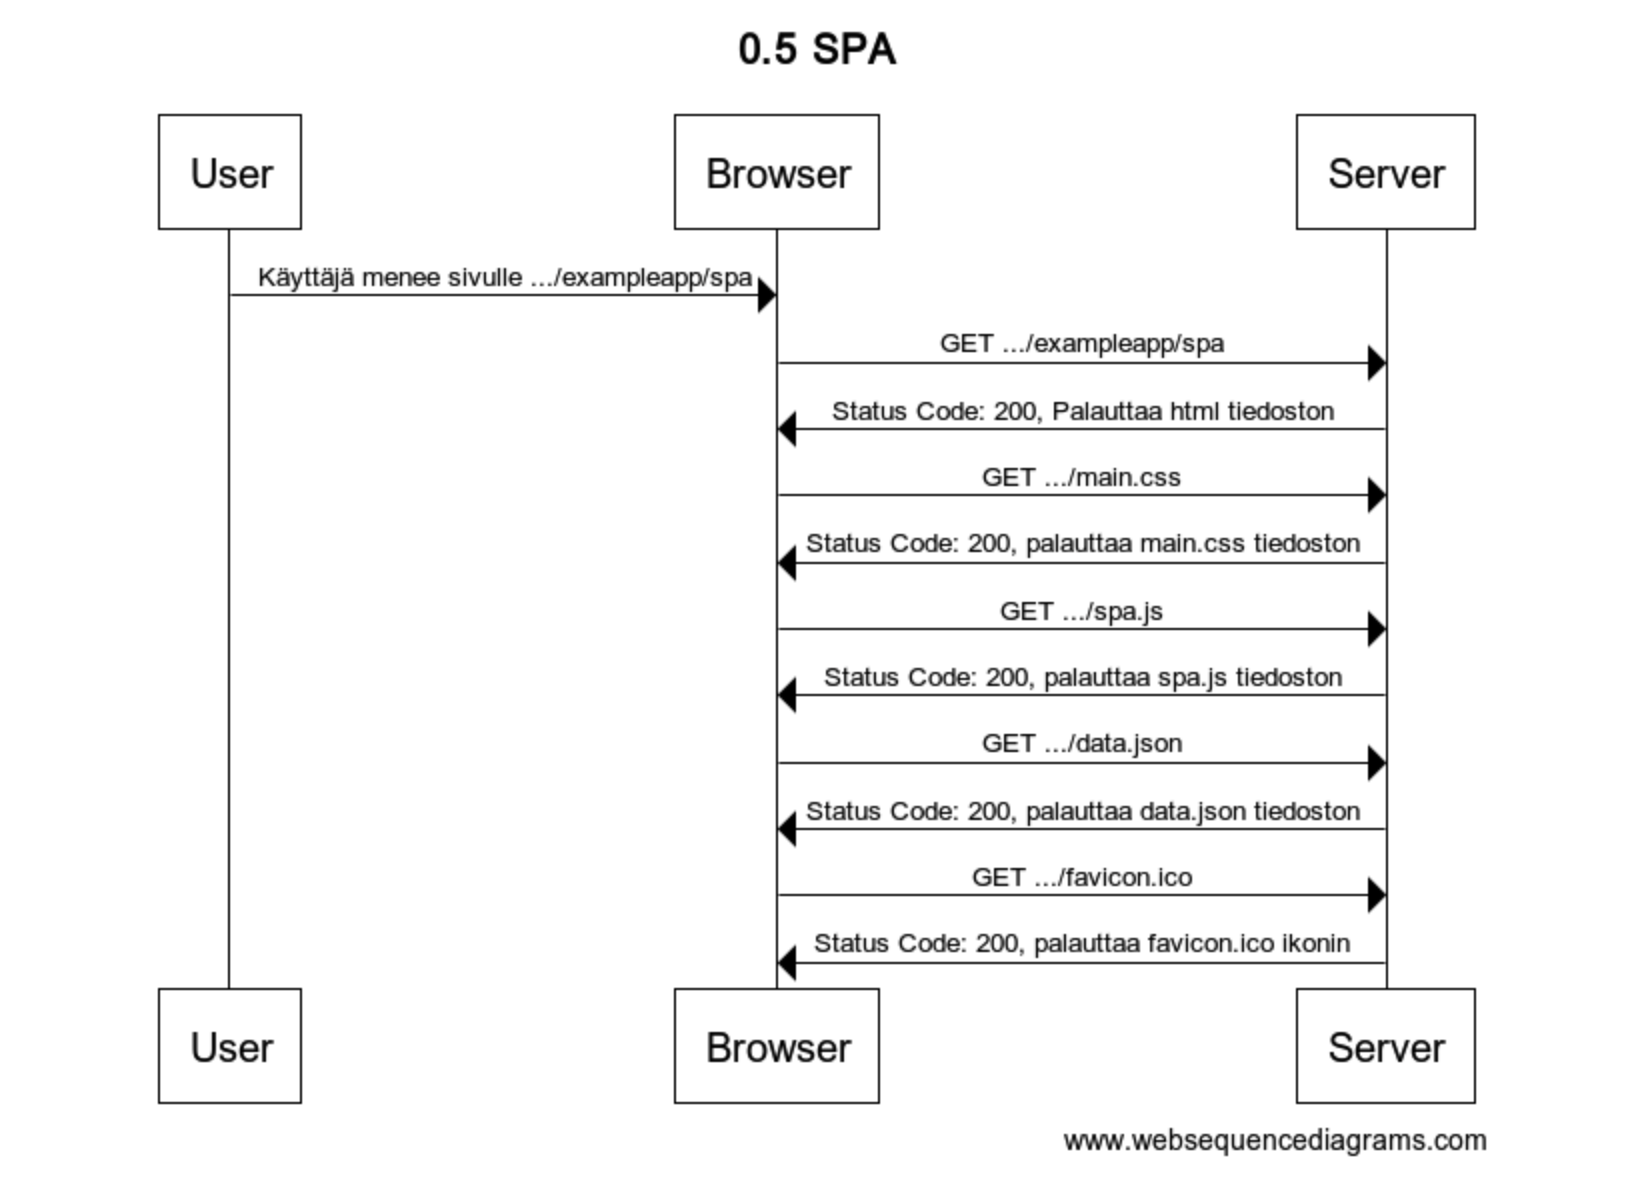 0.5 SPA
User
Browser
Server
Käyttäjä menee sivulle .../exampleapp/spa
GET .../exampleapp/spa
Status Code: 200, Palauttaa html tiedoston
GET .../main.css
Status Code: 200, palauttaa main.css tiedoston
GET .../spa.js
Status Code: 200, palauttaa spa.js tiedoston
GET .../data.json
Status Code: 200, palauttaa data.json tiedoston
GET .../favicon.ico
Status Code: 200, palauttaa favicon.ico ikonin
User
Browser
Server
www.websequencediagrams.com